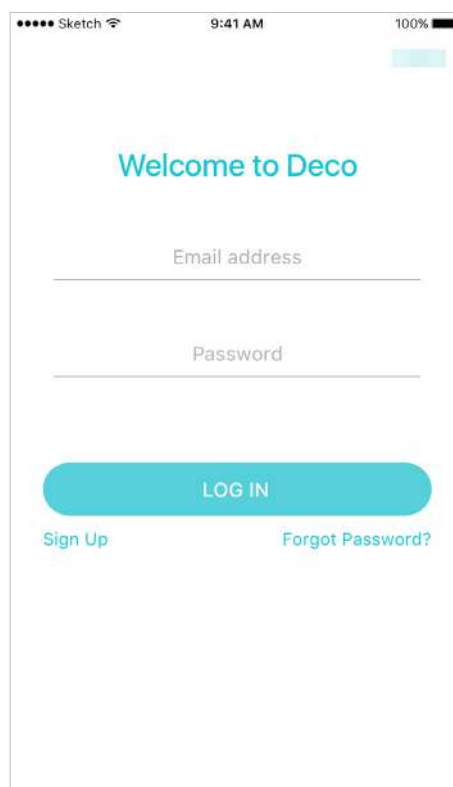 Sketch 9:41 AM 100%
Welcome to Deco
Email address
Password
LOG IN
Sign Up Forgot Password?